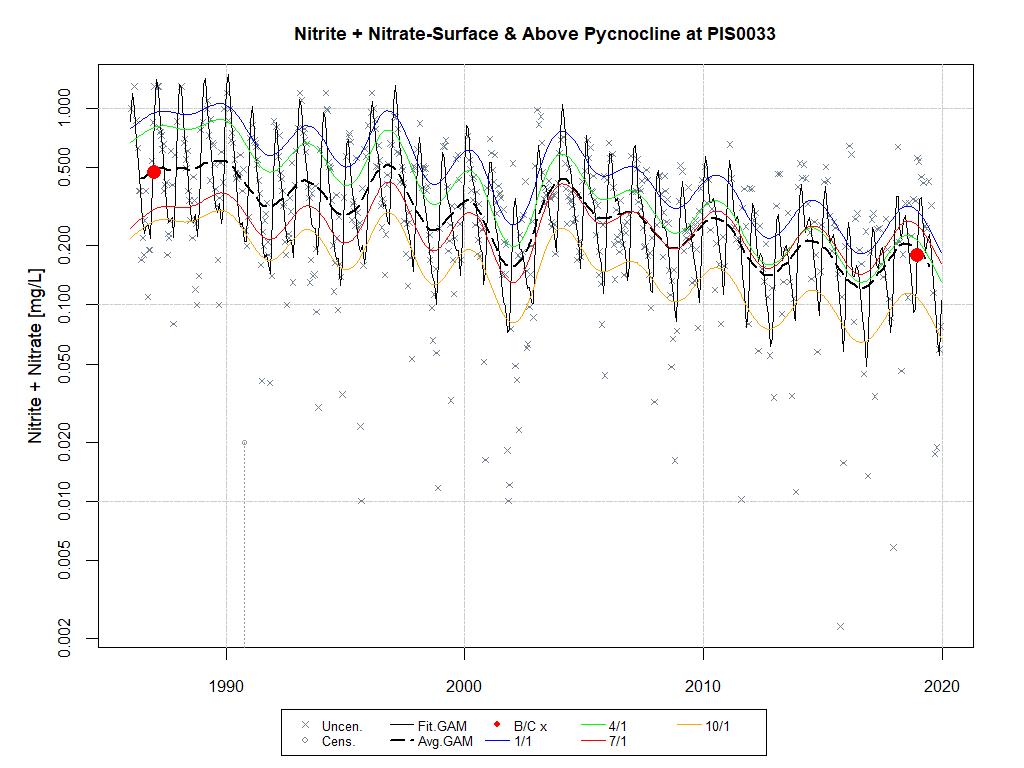 Nitrite + Nitrate-Surface & Above Pycnocline at PIS0033
Nitrite + Nitrate [mg/L]
1.000
0.500
0.200
0.100
0.050
0.020
0.010
0.005
0.002
1990 2000 2010 2020
Uncen. Fit.GAM B/C x 4/1 10/1
Cens. Avg.GAM 1/1 7/1